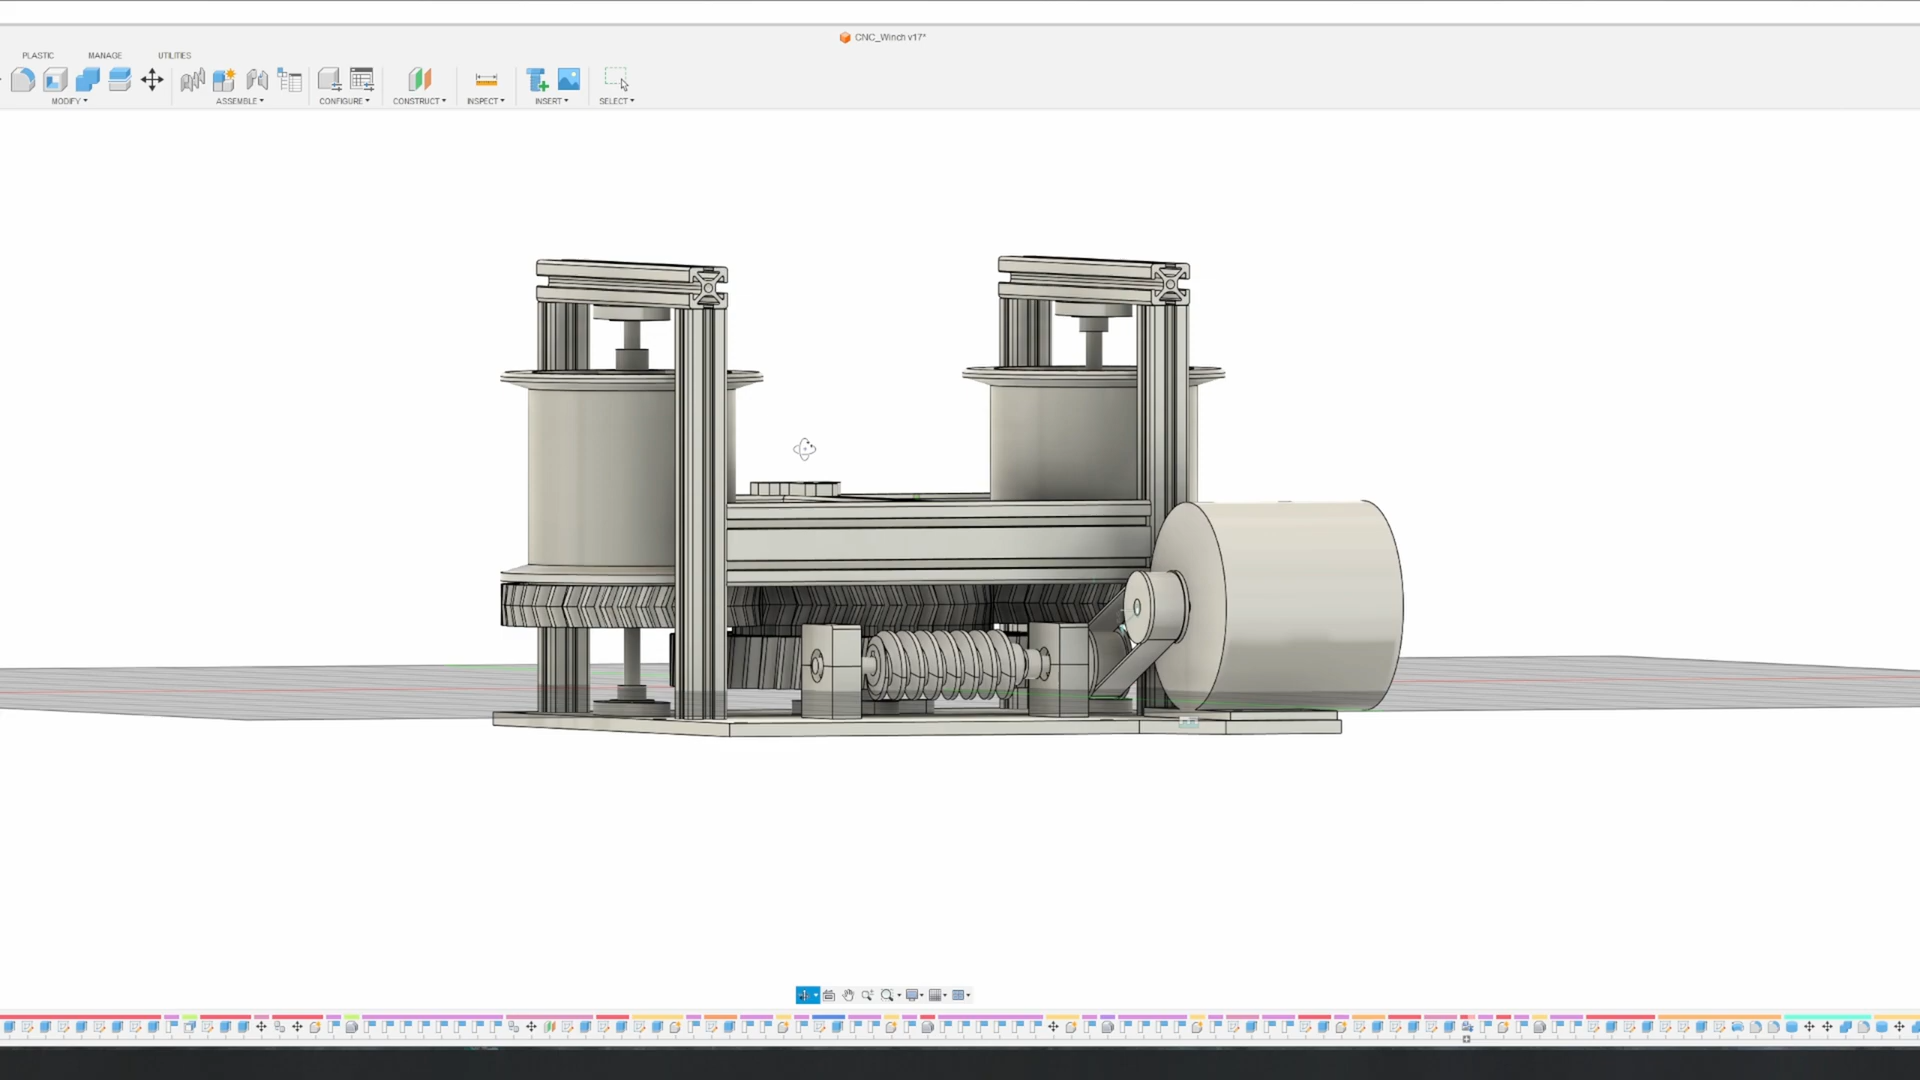 CNC_Winch v17*
PLASTIC MANAGE UTILITIES
MODIFY ASSEMBLE CONFIGURE CONSTRUCT INSPECT INSERT SELECT